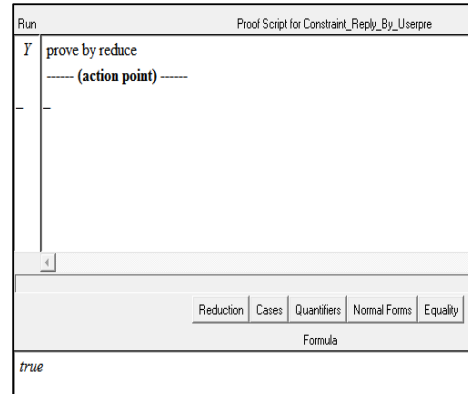 Run Proof Script for Constraint_Reply_By_Userpre
Y prove by reduce
------ (action point) ------
Reduction Cases Quantifiers Normal Forms Equality
Formula
true